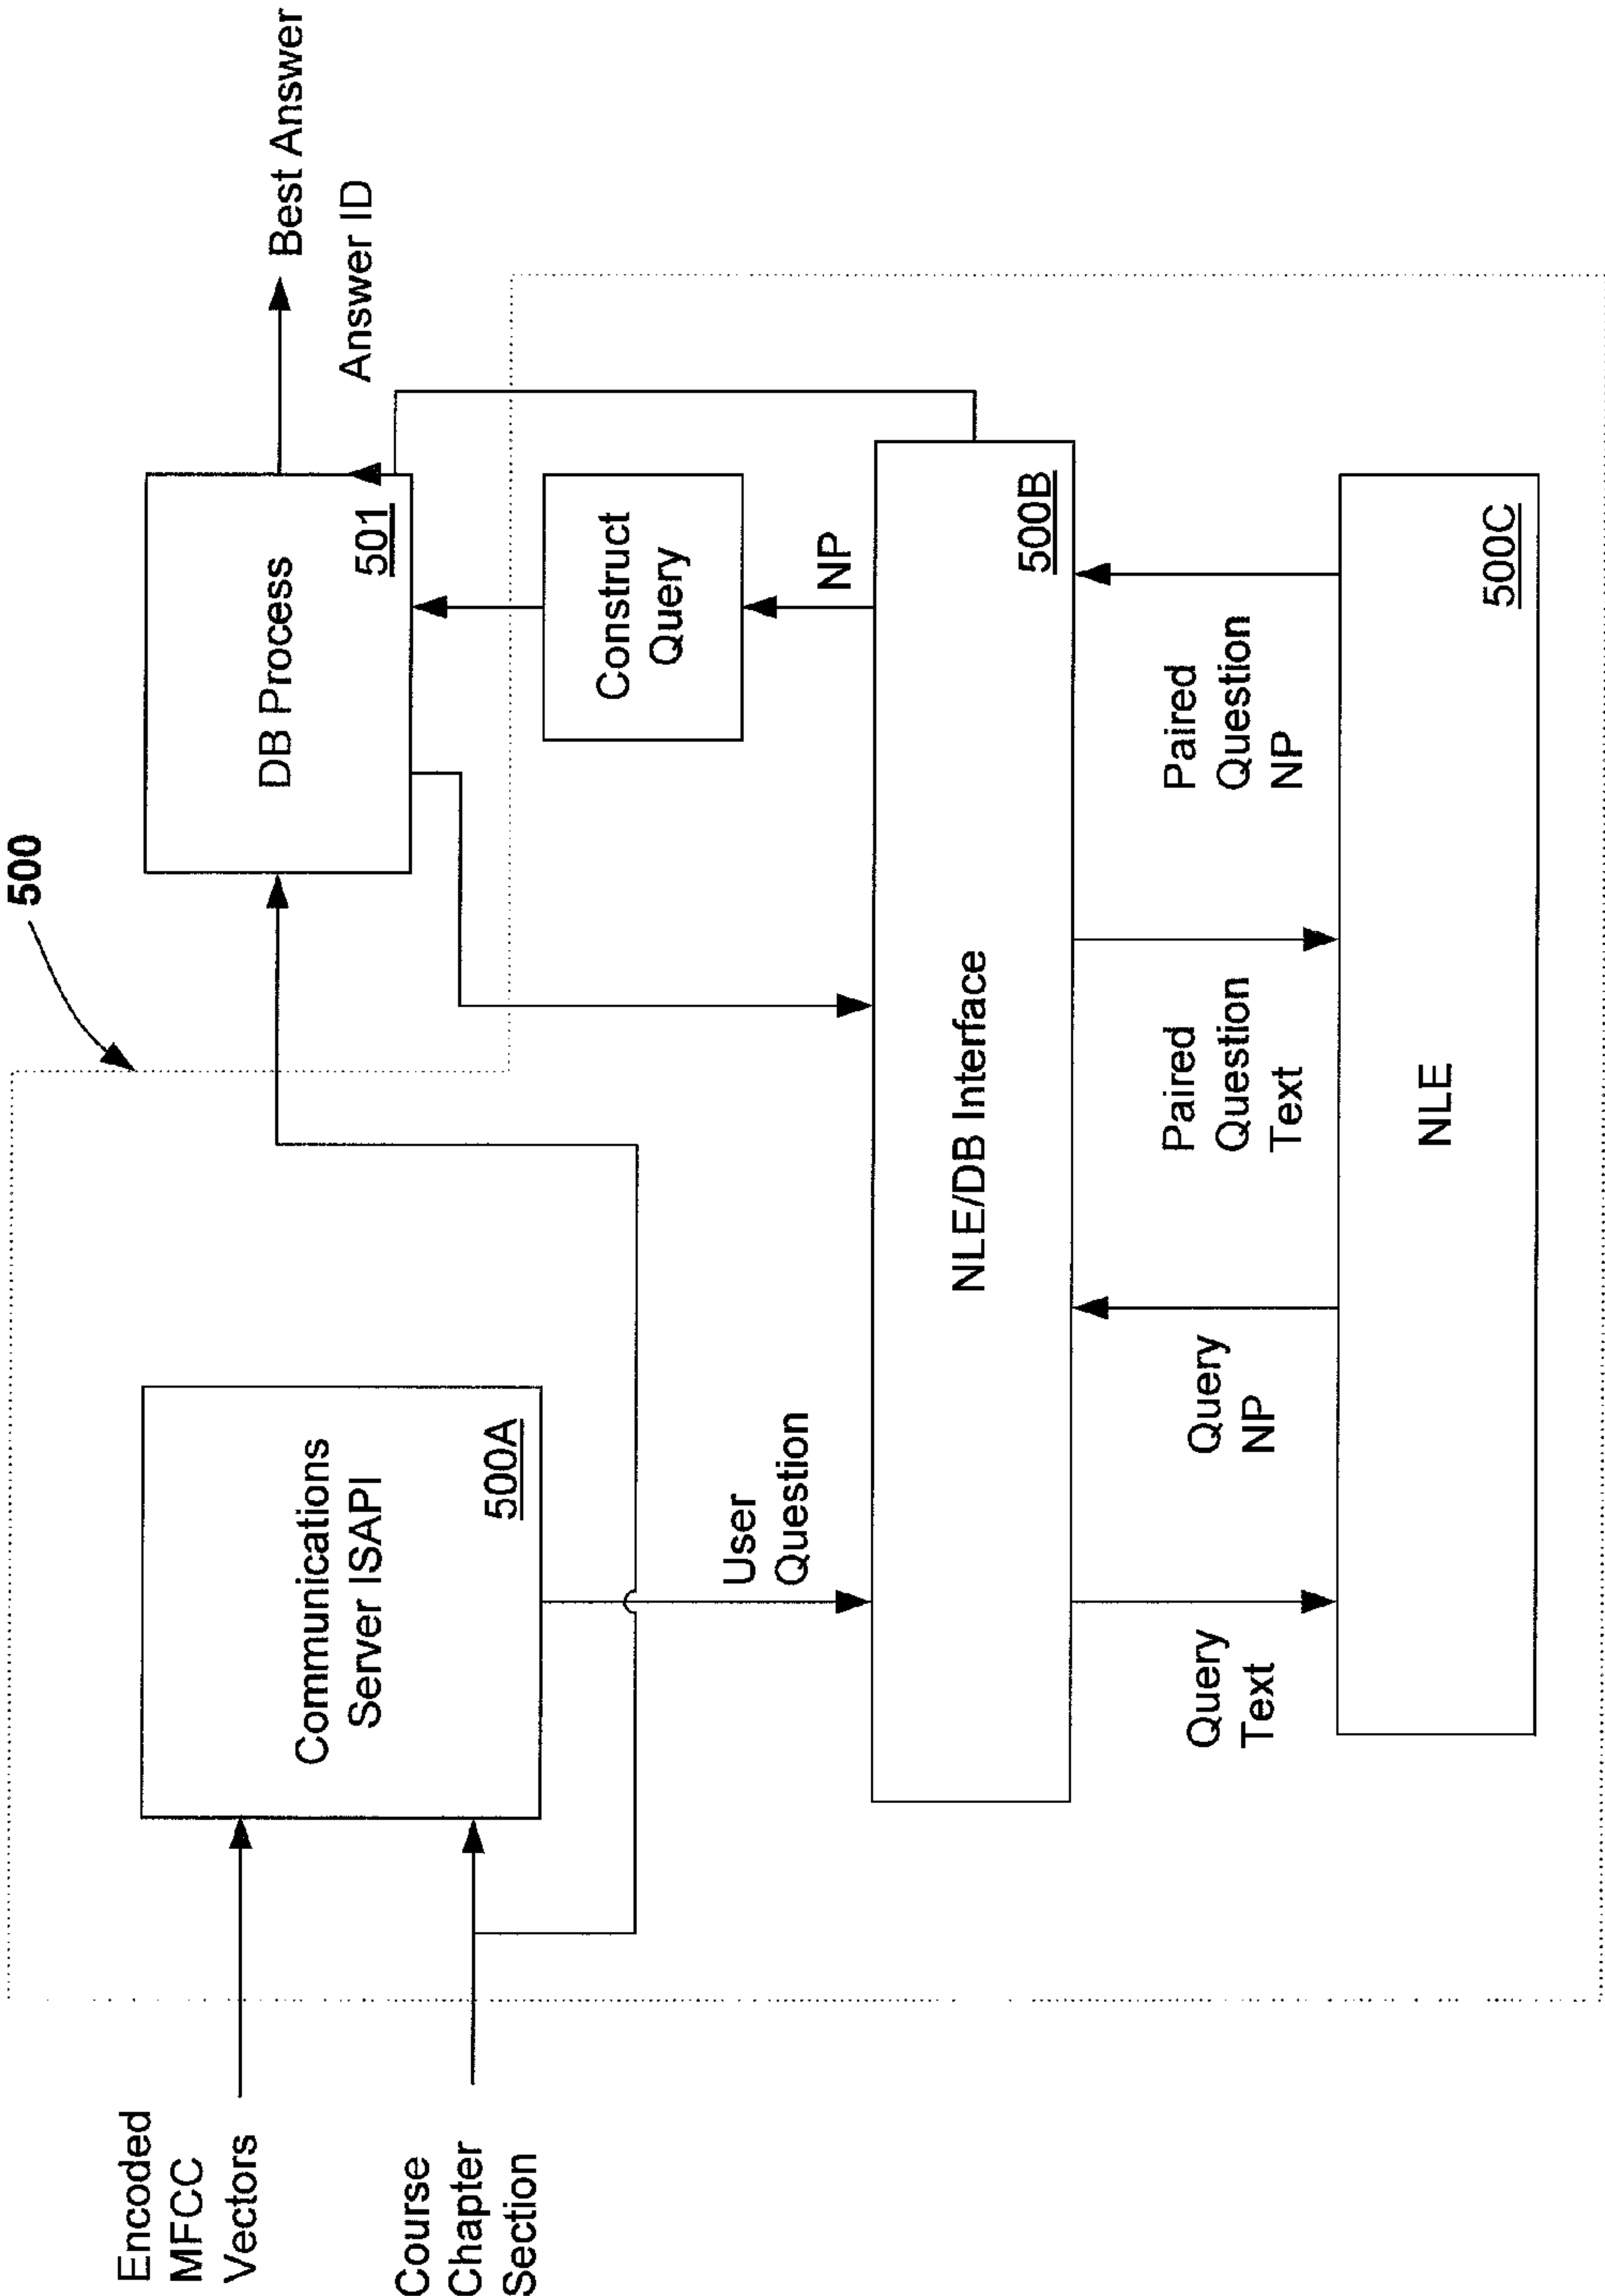 500
Encoded
MFCC
Vectors
Course
Chapter
Section
Communications
Server ISAPI
500A
DB Process
501
Best Answer
Answer ID
Construct
Query
NP
User
Question
NLE/DB Interface
500B
Query
Text
Query
NP
Paired
Question
Text
Paired
Question
NP
NLE
500C